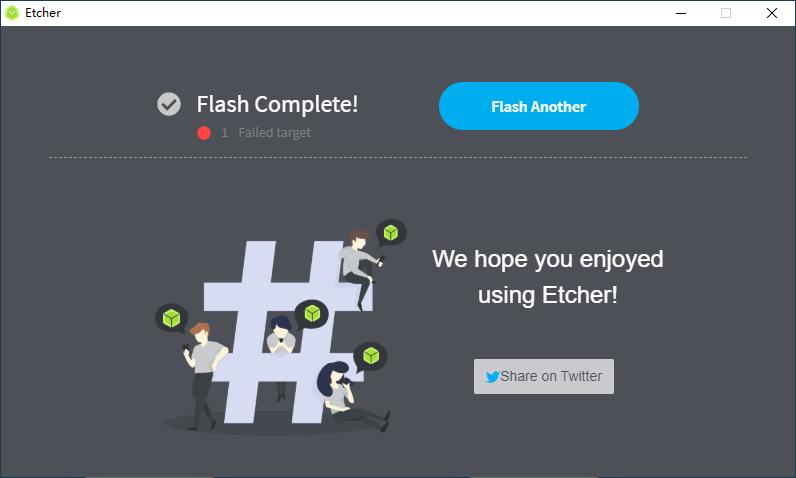 Etcher
Flash Complete!
1 Failed target
Flash Another
We hope you enjoyed
using Etcher!
Share on Twitter